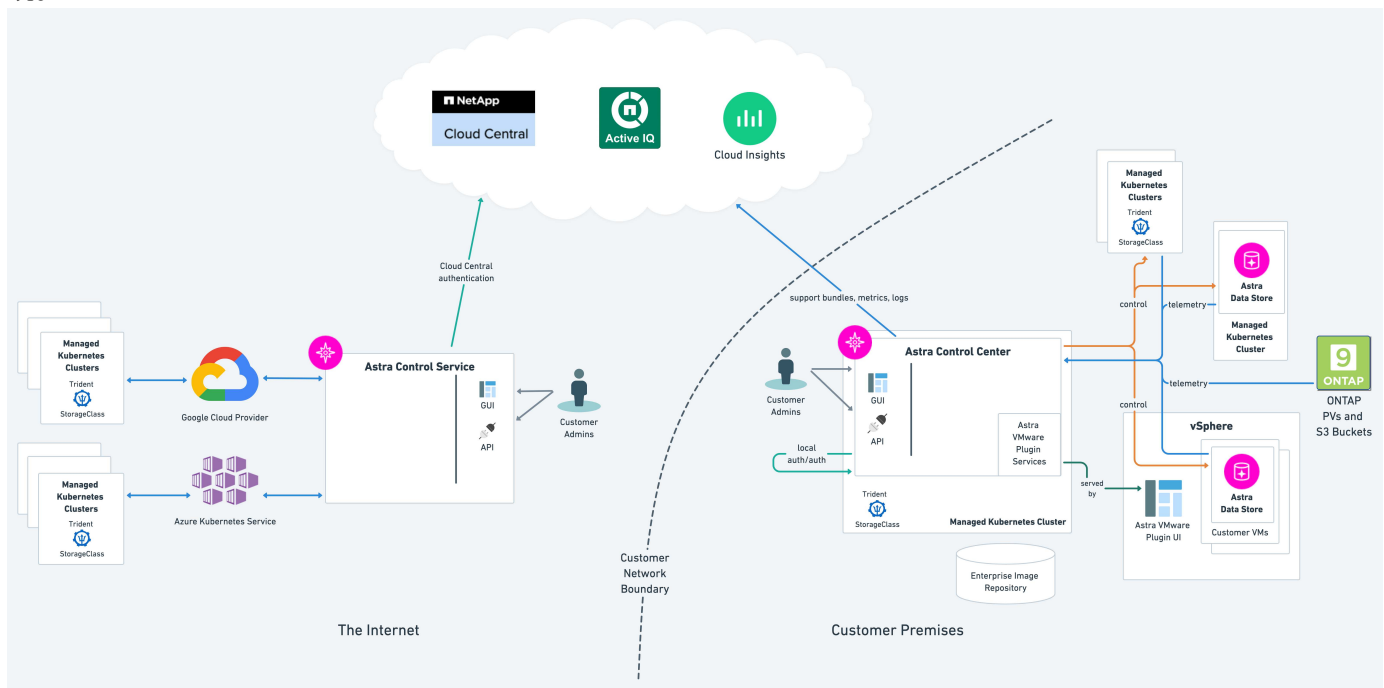 NetApp
Cloud Central
Active IQ
Cloud Insights
Cloud Central
authentication
support bundles, metrics, logs
Managed
Kubernetes
Clusters
Trident
StorageClass
Google Cloud Provider
Managed
Kubernetes
Clusters
Trident
StorageClass
Azure Kubernetes Service
Astra Control Service
GUI
API
Customer
Admins
Customer
Network
Boundary
The Internet
Customer
Admins
Astra Control Center
GUI
API
Astra
VMware
Plugin
Services
local
auth/auth
Trident
StorageClass
Managed Kubernetes Cluster
Enterprise Image
Repository
Customer Premises
Managed
Kubernetes
Clusters
Trident
StorageClass
control
telemetry
Astra
Data Store
Managed
Kubernetes
Cluster
telemetry
control
9
ONTAP
ONTAP
PVs and
S3 Buckets
vSphere
served
by
Astra VMware
Plugin UI
Astra
Data Store
Customer VMs